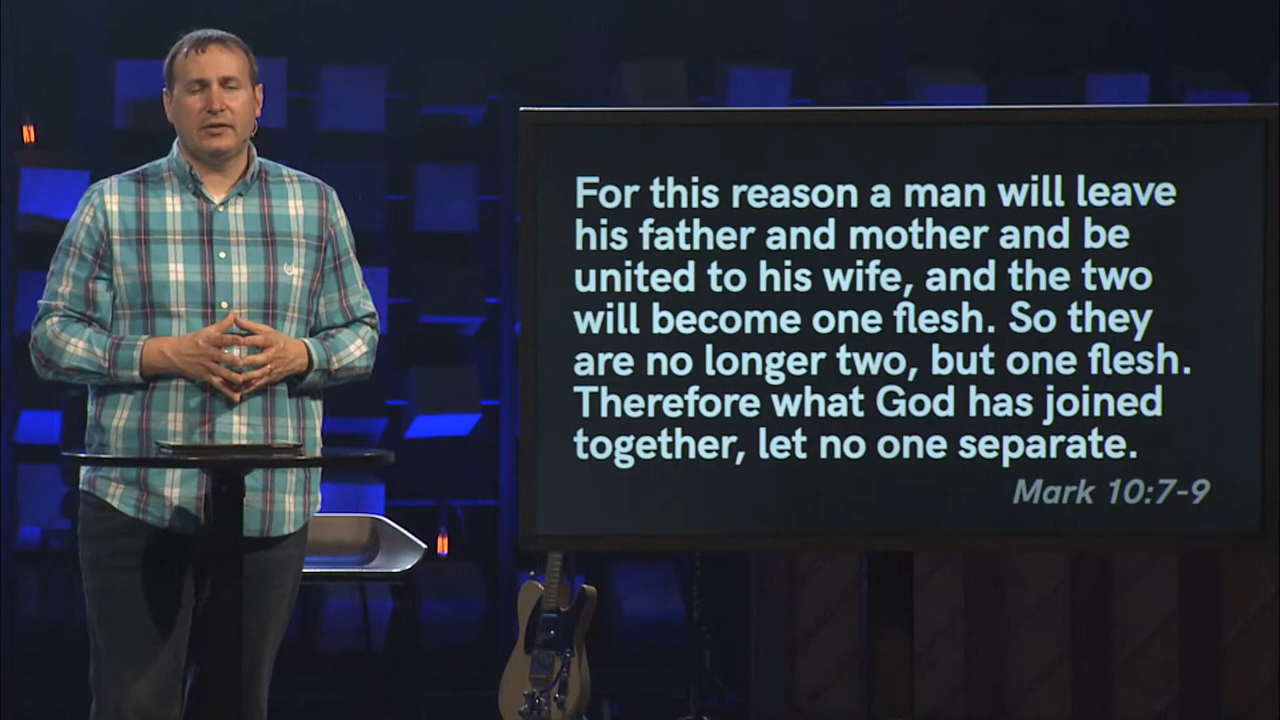 For this reason a man will leave
his father and mother and be
united to his wife, and the two
will become one flesh. So they
are no longer two, but one flesh.
Therefore what God has joined
together, let no one separate.
Mark 10:7-9